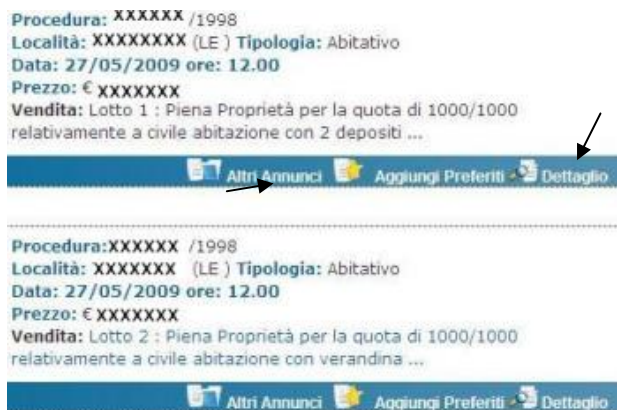 Procedura: XXXXXX /1998
Località: XXXXXXXX (LE ) Tipologia: Abitativo
Data: 27/05/2009 ore: 12.00
Prezzo: € XXXXXXX
Vendita: Lotto 1 : Piena Proprietà per la quota di 1000/1000
relativamente a civile abitazione con 2 depositi ...
Altri Annunci Aggiungi Preferiti Dettaglio
Procedura:XXXXXX /1998
Località: XXXXXXX (LE ) Tipologia: Abitativo
Data: 27/05/2009 ore: 12.00
Prezzo: € XXXXXXX
Vendita: Lotto 2 : Piena Proprietà per la quota di 1000/1000
relativamente a civile abitazione con verandina ...
Altri Annunci Aggiungi Preferiti Dettaglio